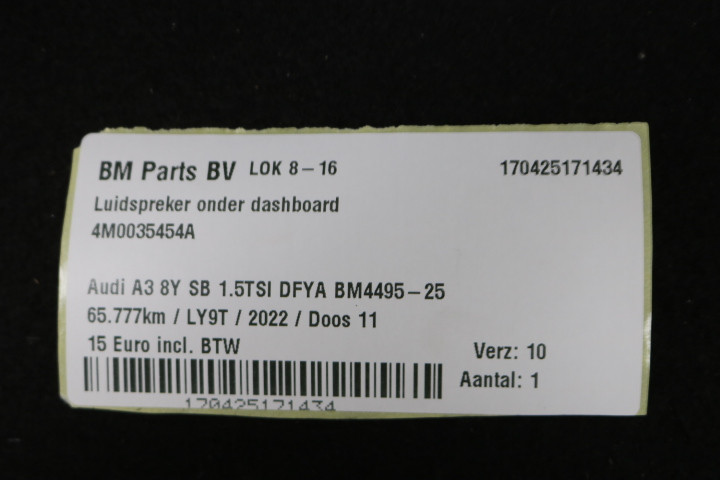 BM Parts BV LOK 8-16 170425171434
Luidspreker onder dashboard
4M0035454A
Audi A3 8Y SB 1.5TSI DFYA BM4495-25
65.777km / LY9T / 2022 / Doos 11
15 Euro incl. BTW Verz: 10
Aantal: 1
170425171434